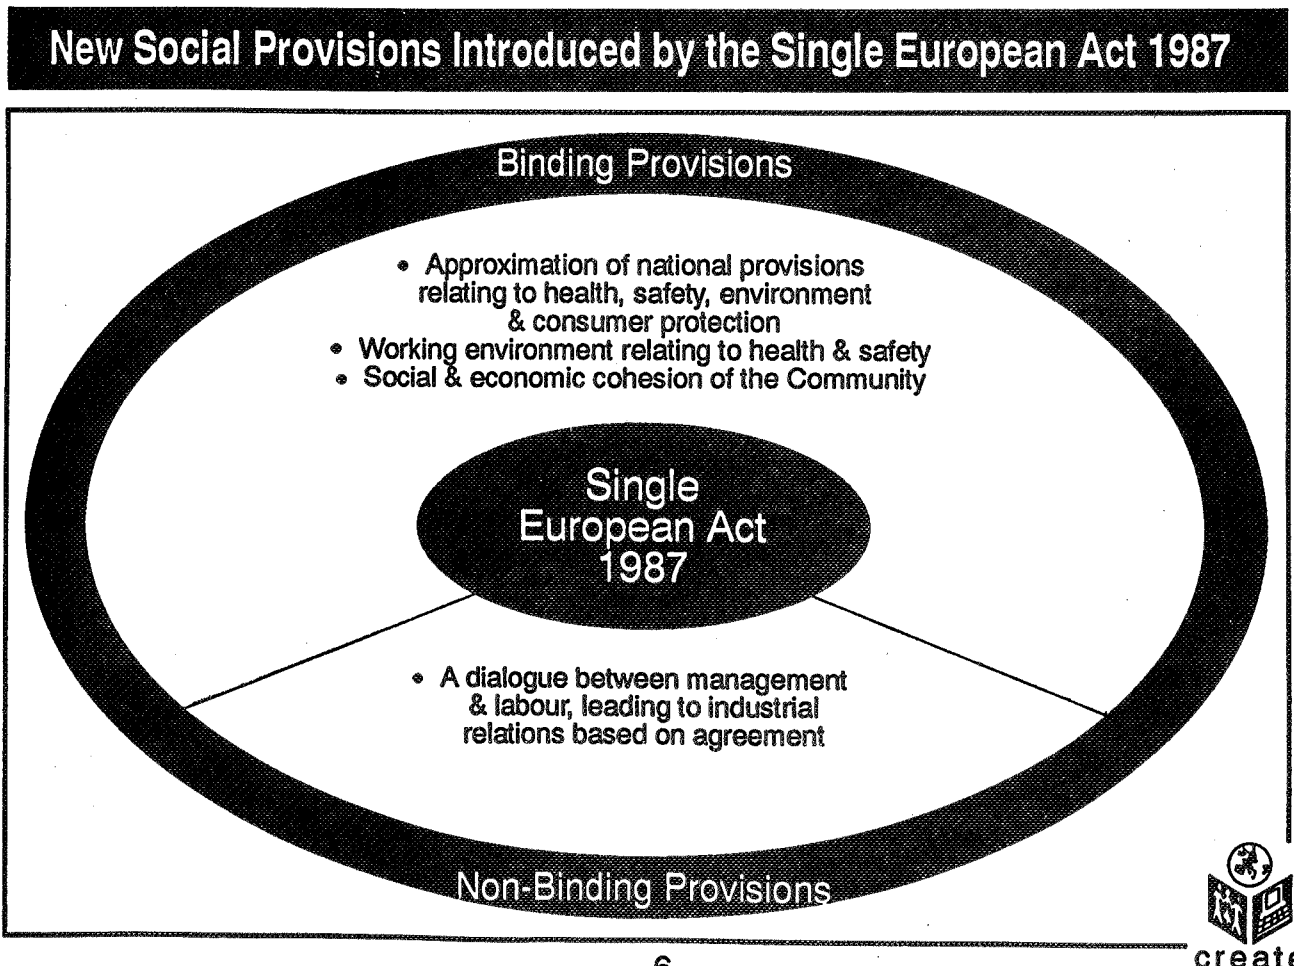 New Social Provisions Introduced by the Single European Act 1987
Binding Provisions
• Approximation of national provisions
relating to health, safety, environment
& consumer protection
• Working environment relating to health & safety
• Social & economic cohesion of the Community
Single
European Act
1987
• A dialogue between management
& labour, leading to industrial
relations based on agreement
Non-Binding Provisions
create
6